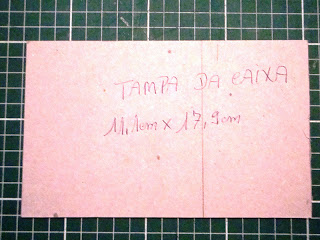 TAMPA DA CAIXA
11,1cm x 17,9cm